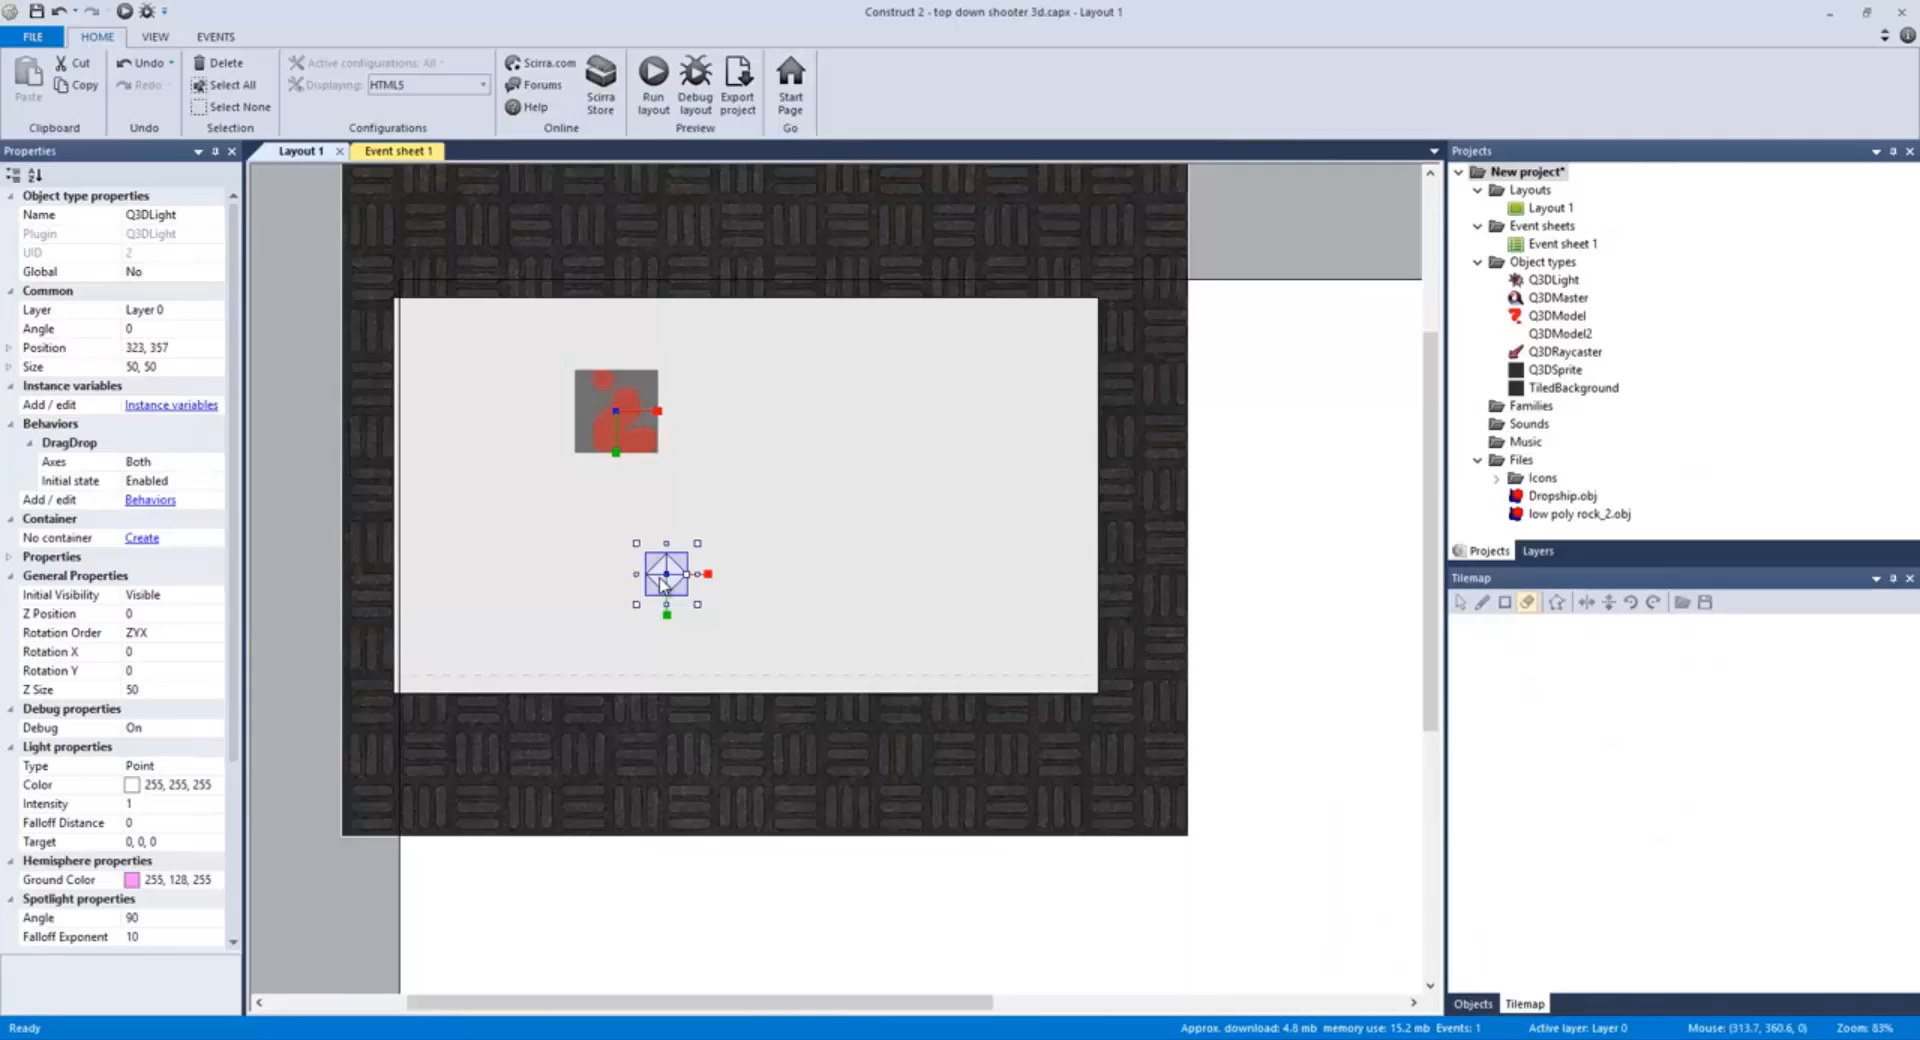 Construct 2 - top down shooter 3d.capx - Layout 1
FILE
HOME
VIEW
EVENTS
Paste
Cut
Copy
Clipboard
Undo
Redo
Undo
Delete
Select All
Select None
Selection
Active configurations: All
Displaying: HTML5
Configurations
Scirra.com
Forums
Help
Scirra Store
Online
Run layout
Debug layout
Export project
Preview
Start Page
Go
Properties
Layout 1
Event sheet 1
Object type properties
Name Q3DLight
Plugin Q3DLight
UID 2
Global No
Common
Layer Layer 0
Angle 0
Position 323, 357
Size 50, 50
Instance variables
Add / edit Instance variables
Behaviors
DragDrop
Axes Both
Initial state Enabled
Add / edit Behaviors
Container
No container Create
Properties
General Properties
Initial Visibility Visible
Z Position 0
Rotation Order ZYX
Rotation X 0
Rotation Y 0
Z Size 50
Debug properties
Debug On
Light properties
Type Point
Color 255, 255, 255
Intensity 1
Falloff Distance 0
Target 0, 0, 0
Hemisphere properties
Ground Color 255, 128, 255
Spotlight properties
Angle 90
Falloff Exponent 10
Projects
New project*
Layouts
Layout 1
Event sheets
Event sheet 1
Object types
Q3DLight
Q3DMaster
Q3DModel
Q3DModel2
Q3DRaycaster
Q3DSprite
TiledBackground
Families
Sounds
Music
Files
Icons
Dropship.obj
low poly rock_2.obj
Projects
Layers
Tilemap
Objects
Tilemap
Ready
Approx. download: 4.8 mb memory use: 15.2 mb Events: 1
Active layer: Layer 0
Mouse: (313.7, 360.6, 0)
Zoom: 83%